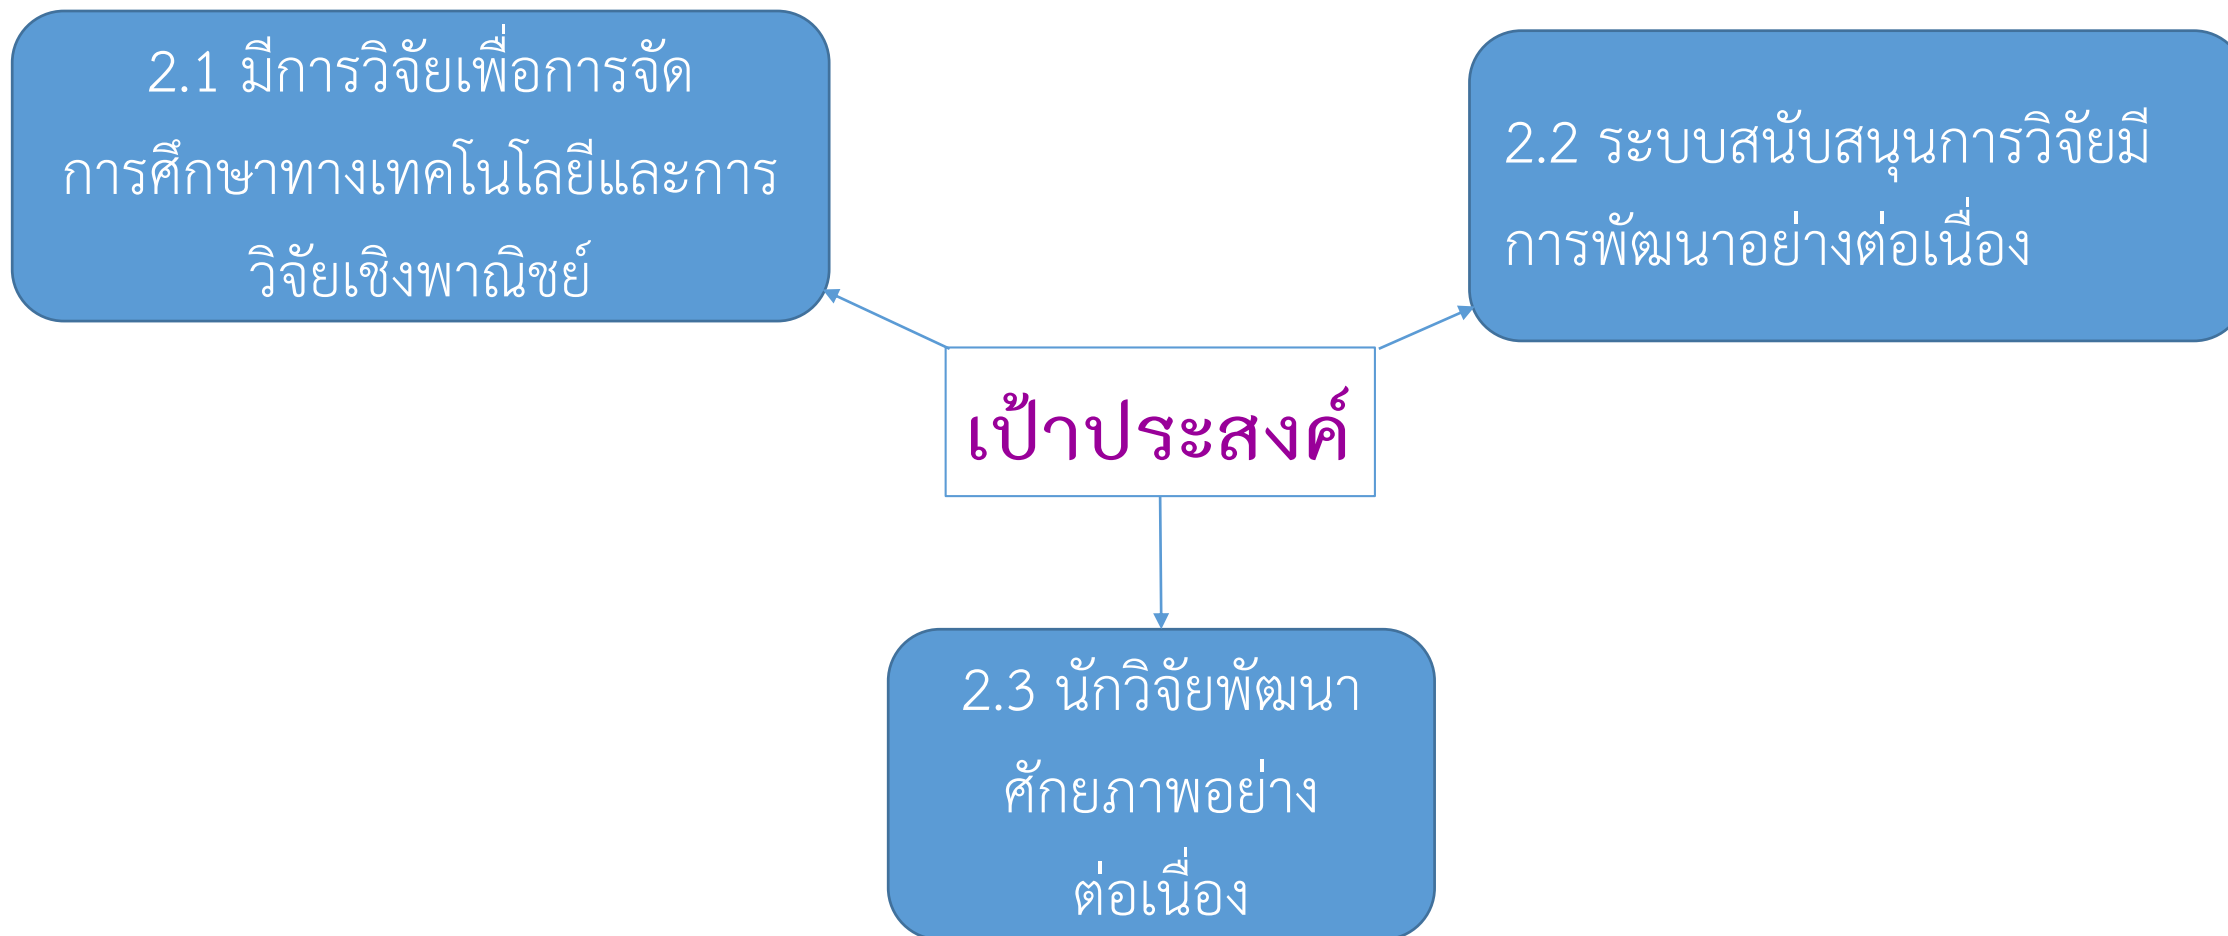 2.1 มีการวิจัยเพื่อการจัด
การศึกษาทางเทคโนโลยีและการ
วิจัยเชิงพาณิชย์
2.2 ระบบสนับสนุนการวิจัยมี
การพัฒนาอย่างต่อเนื่อง
เป้าประสงค์
2.3 นักวิจัยพัฒนา
ศักยภาพอย่าง
ต่อเนื่อง